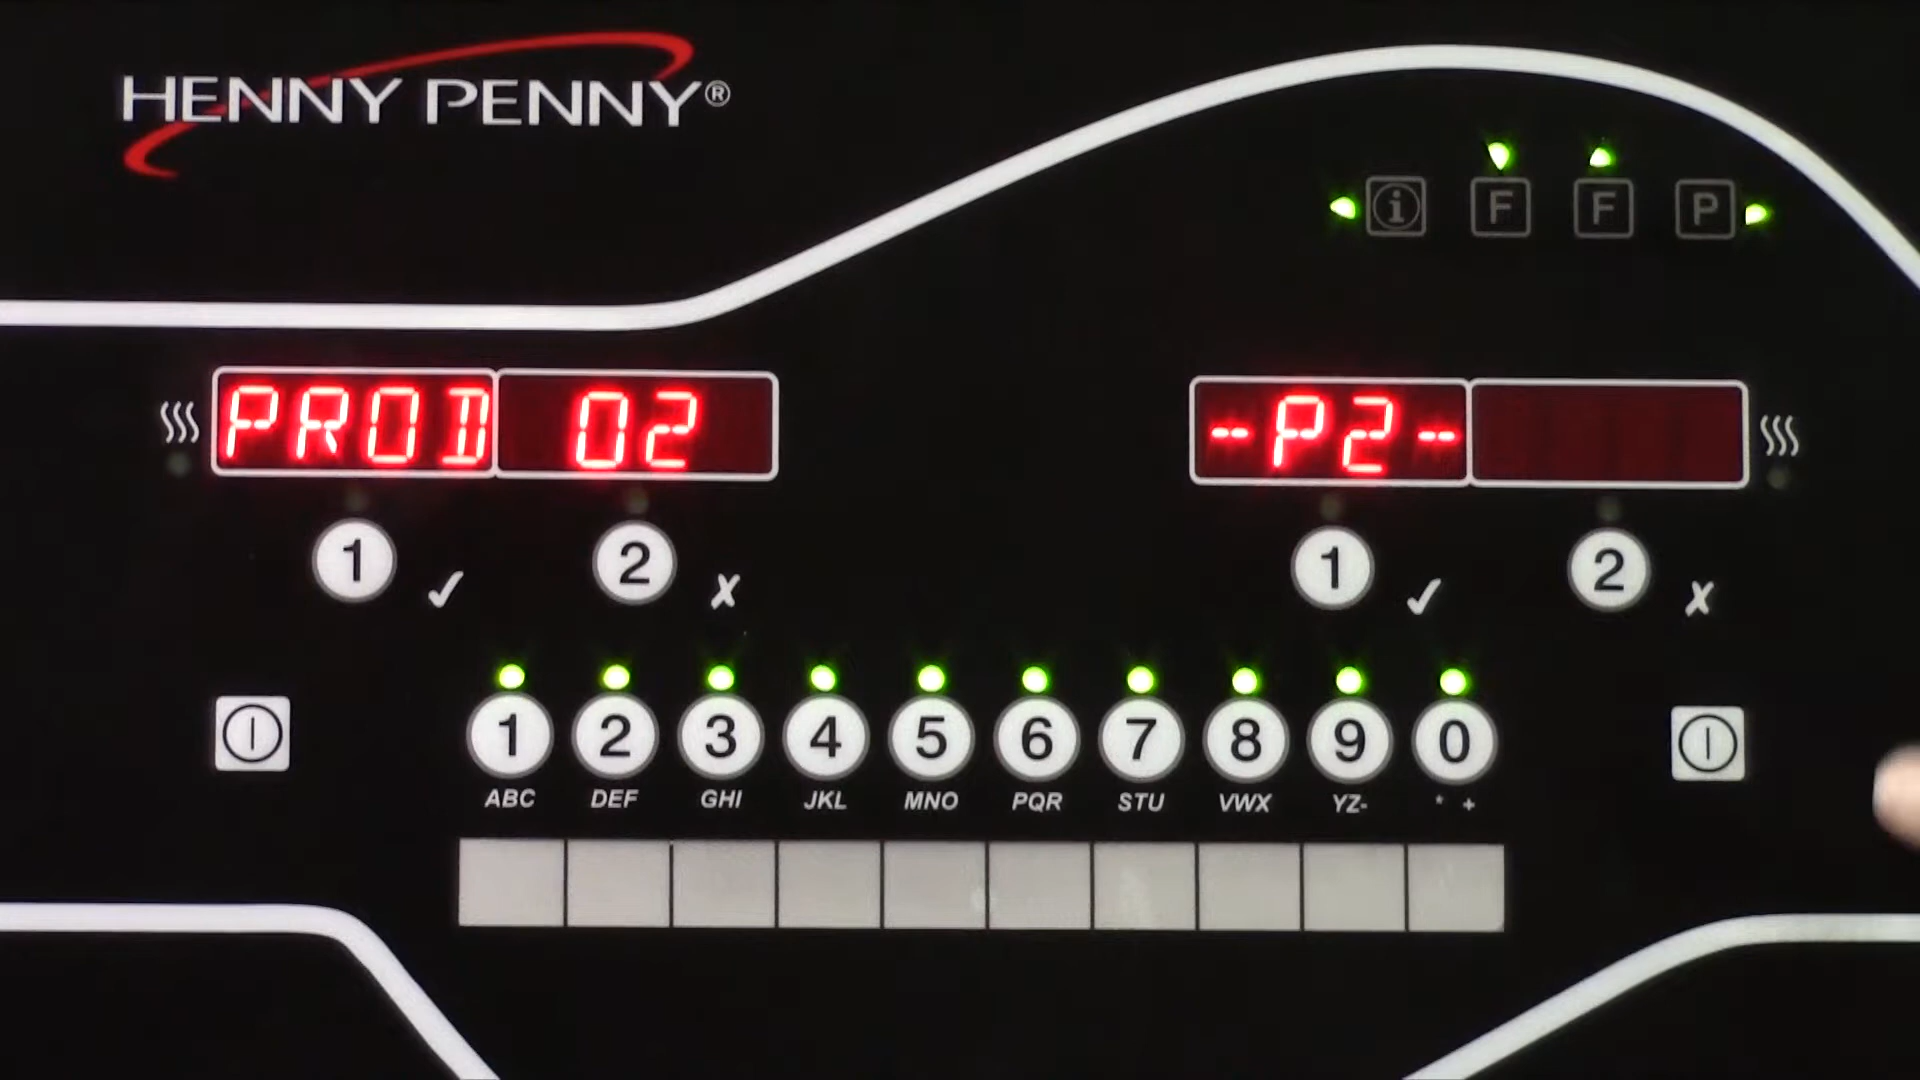 HENNY PENNY®
i F F P
PROD 02
-P2-
1 ✓ 2 ✗
1 ✓ 2 ✗
1 2 3 4 5 6 7 8 9 0
ABC DEF GHI JKL MNO PQR STU VWX YZ- * +